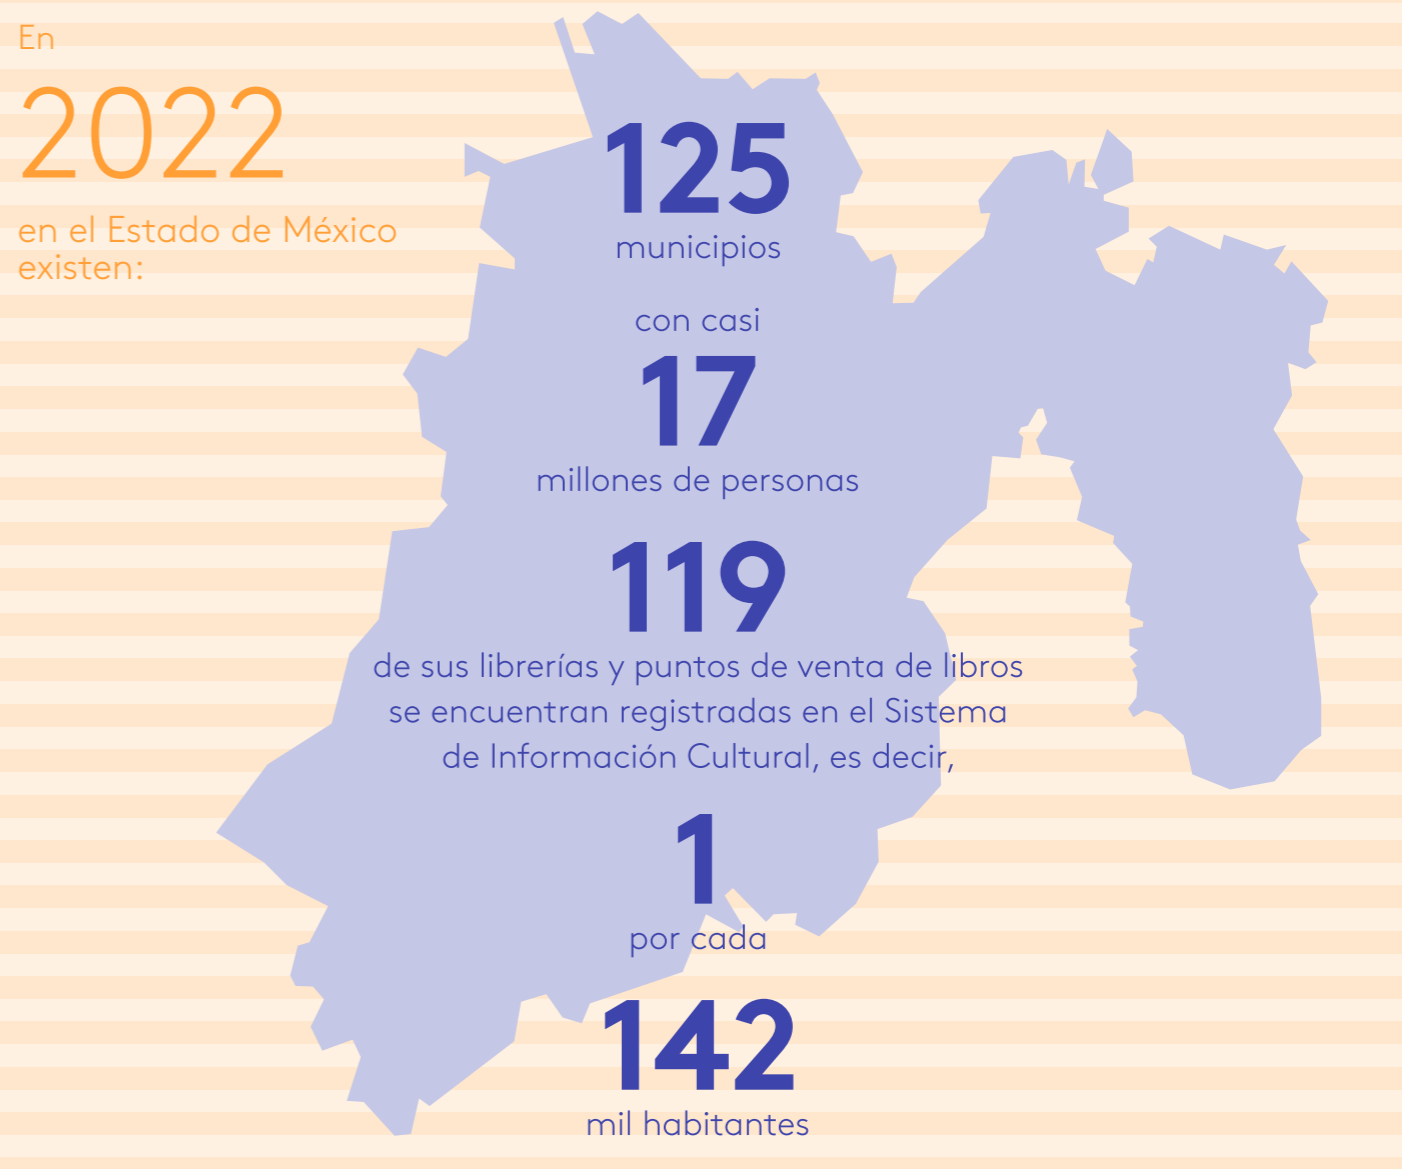 En
2022
en el Estado de México
existen:
125
municipios
con casi
17
millones de personas
119
de sus librerías y puntos de venta de libros
se encuentran registradas en el Sistema
de Información Cultural, es decir,
1
por cada
142
mil habitantes